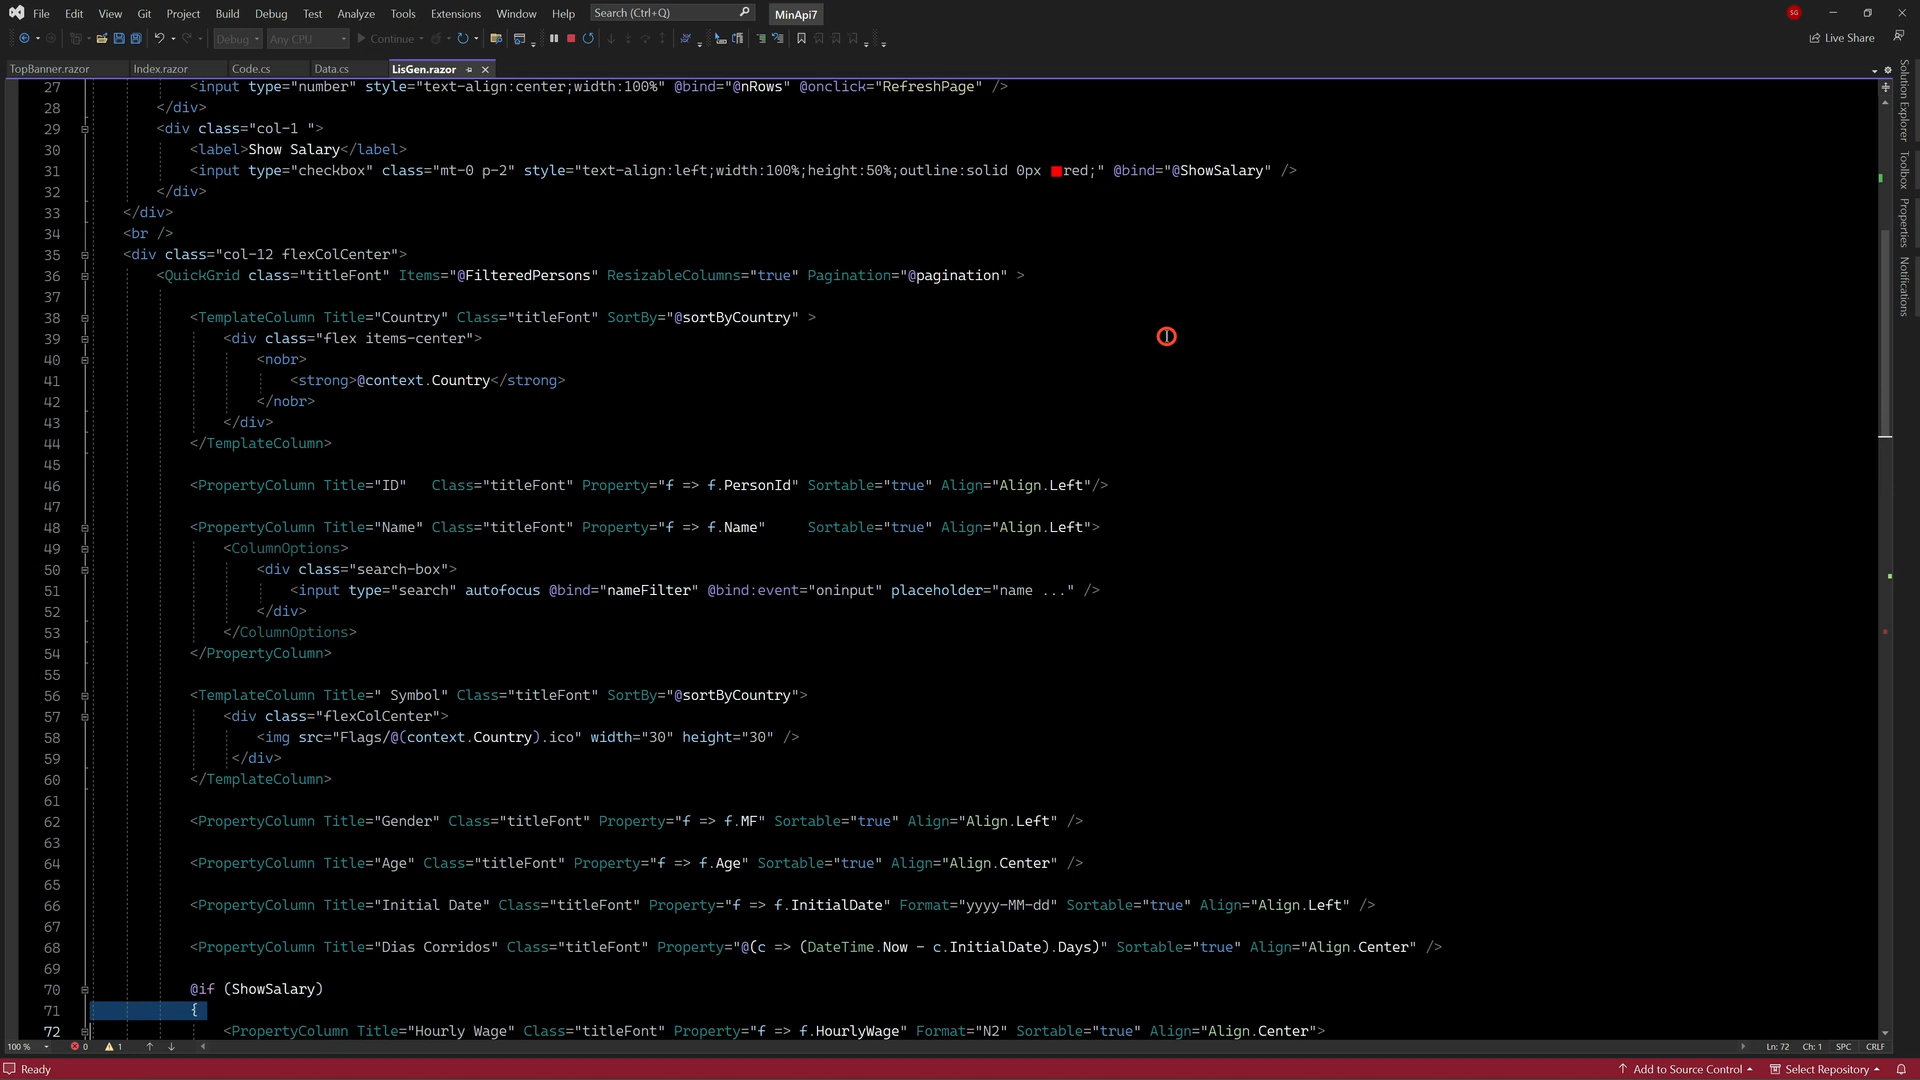 File Edit View Git Project Build Debug Test Analyze Tools Extensions Window Help Search (Ctrl+Q) MinApi7 SG
Debug Any CPU Continue Live Share
TopBanner.razor Index.razor Code.cs Data.cs LisGen.razor
27 <input type="number" style="text-align:center;width:100%" @bind="@nRows" @onclick="RefreshPage" />
28 </div>
29 <div class="col-1 ">
30 <label>Show Salary</label>
31 <input type="checkbox" class="mt-0 p-2" style="text-align:left;width:100%;height:50%;outline:solid 0px red;" @bind="@ShowSalary" />
32 </div>
33 </div>
34 <br />
35 <div class="col-12 flexColCenter">
36 <QuickGrid class="titleFont" Items="@FilteredPersons" ResizableColumns="true" Pagination="@pagination" >
37
38 <TemplateColumn Title="Country" Class="titleFont" SortBy="@sortByCountry" >
39 <div class="flex items-center">
40 <nobr>
41 <strong>@context.Country</strong>
42 </nobr>
43 </div>
44 </TemplateColumn>
45
46 <PropertyColumn Title="ID" Class="titleFont" Property="f => f.PersonId" Sortable="true" Align="Align.Left"/>
47
48 <PropertyColumn Title="Name" Class="titleFont" Property="f => f.Name" Sortable="true" Align="Align.Left">
49 <ColumnOptions>
50 <div class="search-box">
51 <input type="search" autofocus @bind="nameFilter" @bind:event="oninput" placeholder="name ..." />
52 </div>
53 </ColumnOptions>
54 </PropertyColumn>
55
56 <TemplateColumn Title=" Symbol" Class="titleFont" SortBy="@sortByCountry">
57 <div class="flexColCenter">
58 <img src="Flags/@(context.Country).ico" width="30" height="30" />
59 </div>
60 </TemplateColumn>
61
62 <PropertyColumn Title="Gender" Class="titleFont" Property="f => f.MF" Sortable="true" Align="Align.Left" />
63
64 <PropertyColumn Title="Age" Class="titleFont" Property="f => f.Age" Sortable="true" Align="Align.Center" />
65
66 <PropertyColumn Title="Initial Date" Class="titleFont" Property="f => f.InitialDate" Format="yyyy-MM-dd" Sortable="true" Align="Align.Left" />
67
68 <PropertyColumn Title="Dias Corridos" Class="titleFont" Property="@(c => (DateTime.Now - c.InitialDate).Days)" Sortable="true" Align="Align.Center" />
69
70 @if (ShowSalary)
71 {
72 <PropertyColumn Title="Hourly Wage" Class="titleFont" Property="f => f.HourlyWage" Format="N2" Sortable="true" Align="Align.Center">
Solution Explorer
Toolbox
Properties
Notifications
100 % 0 1 Ln: 72 Ch: 1 SPC CRLF
Ready Add to Source Control Select Repository